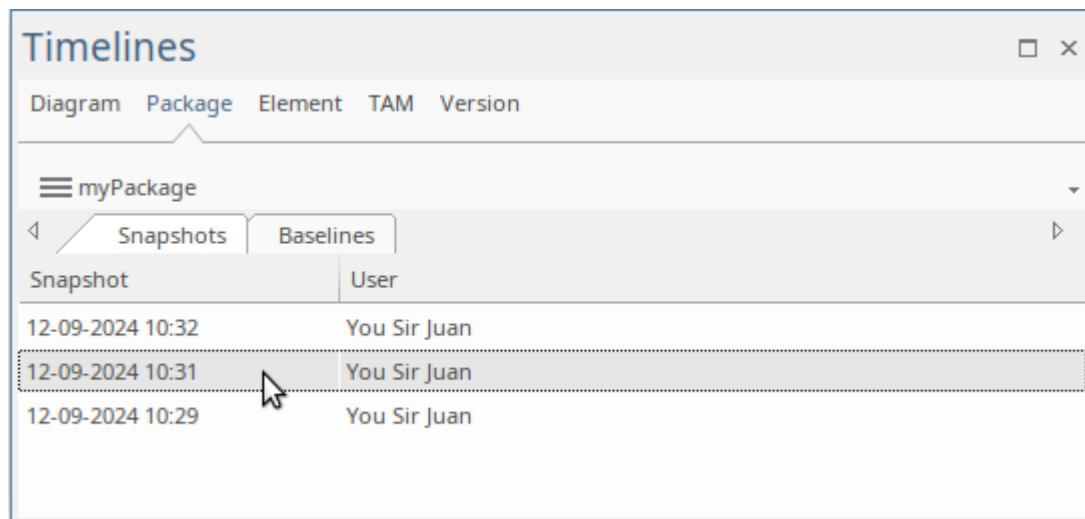 Timelines
Diagram Package Element TAM Version
myPackage
Snapshots Baselines
Snapshot User
12-09-2024 10:32 You Sir Juan
12-09-2024 10:31 You Sir Juan
12-09-2024 10:29 You Sir Juan